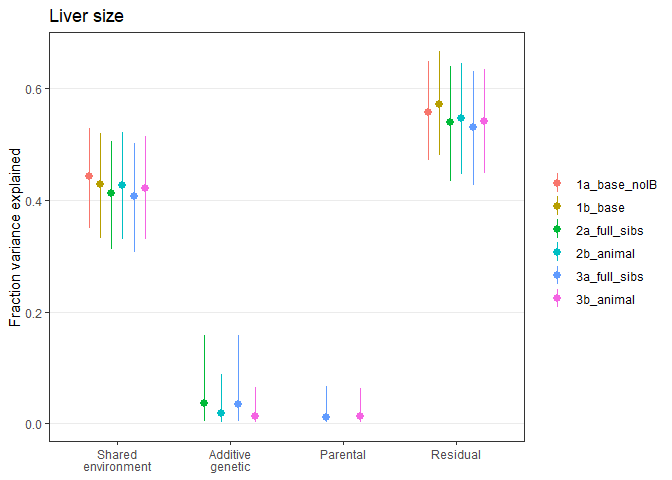 Liver size
Fraction variance explained
0.6
0.4
0.2
0.0
Shared
environment
Additive
genetic
Parental
Residual
1a_base_noIB
1b_base
2a_full_sibs
2b_animal
3a_full_sibs
3b_animal